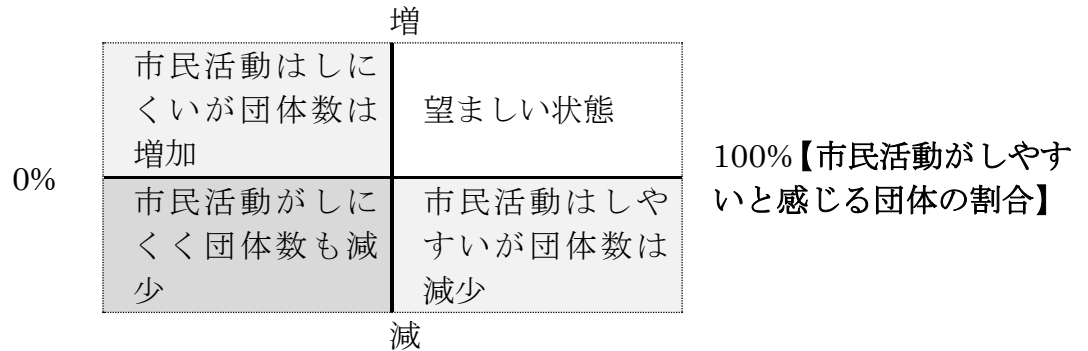 増
市民活動はしに
くいが団体数は
増加
望ましい状態
0%
100%【市民活動がしやす
いと感じる団体の割合】
市民活動がしに
くく団体数も減
少
市民活動はしや
すいが団体数は
減少
減